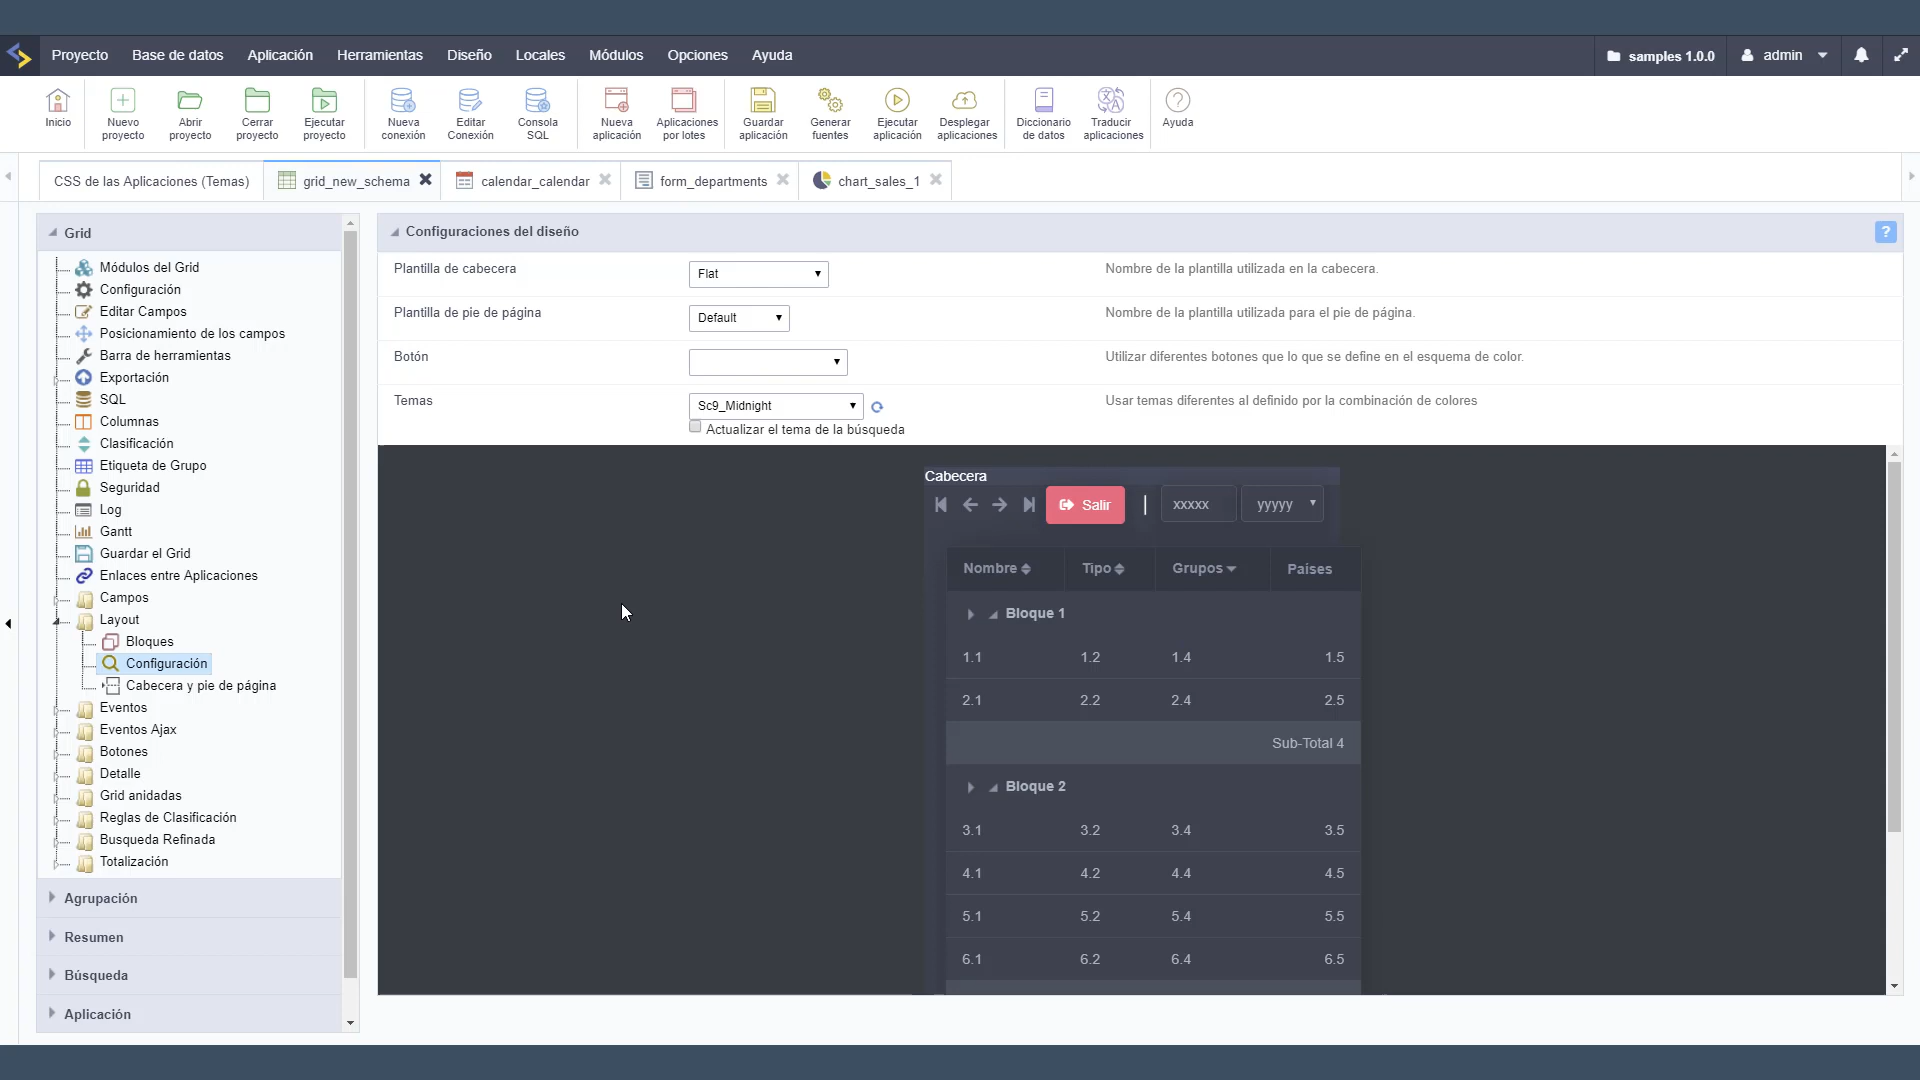 Proyecto Base de datos Aplicación Herramientas Diseño Locales Módulos Opciones Ayuda samples 1.0.0 admin
Inicio
Nuevo proyecto
Abrir proyecto
Cerrar proyecto
Ejecutar proyecto
Nueva conexión
Editar Conexión
Consola SQL
Nueva aplicación
Aplicaciones por lotes
Guardar aplicación
Generar fuentes
Ejecutar aplicación
Desplegar aplicaciones
Diccionario de datos
Traducir aplicaciones
Ayuda
CSS de las Aplicaciones (Temas) grid_new_schema calendar_calendar form_departments chart_sales_1
Grid
Módulos del Grid
Configuración
Editar Campos
Posicionamiento de los campos
Barra de herramientas
Exportación
SQL
Columnas
Clasificación
Etiqueta de Grupo
Seguridad
Log
Gantt
Guardar el Grid
Enlaces entre Aplicaciones
Campos
Layout
Bloques
Configuración
Cabecera y pie de página
Eventos
Eventos Ajax
Botones
Detalle
Grid anidadas
Reglas de Clasificación
Busqueda Refinada
Totalización
Agrupación
Resumen
Búsqueda
Aplicación
Configuraciones del diseño ?
Plantilla de cabecera Flat Nombre de la plantilla utilizada en la cabecera.
Plantilla de pie de página Default Nombre de la plantilla utilizada para el pie de página.
Botón Utilizar diferentes botones que lo que se define en el esquema de color.
Temas Sc9_Midnight Usar temas diferentes al definido por la combinación de colores
Actualizar el tema de la búsqueda
Cabecera
Salir | xxxxx yyyyy
Nombre Tipo Grupos Paises
Bloque 1
1.1 1.2 1.4 1.5
2.1 2.2 2.4 2.5
Sub-Total 4
Bloque 2
3.1 3.2 3.4 3.5
4.1 4.2 4.4 4.5
5.1 5.2 5.4 5.5
6.1 6.2 6.4 6.5